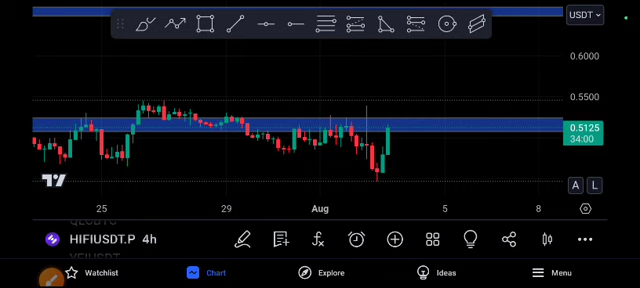 USDT
0.6000
0.5500
0.5125
34:00
A L
25 29 Aug 5 8
HIFIUSDT.P 4h
Watchlist Chart Explore Ideas Menu